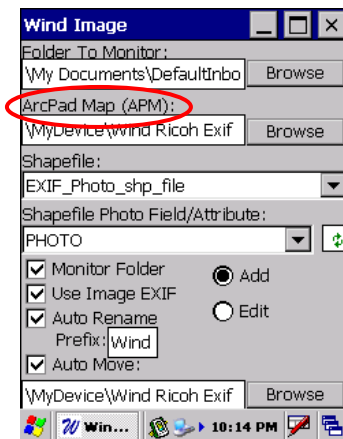 Wind Image
Folder To Monitor:
\My Documents\DefaultInbo Browse
ArcPad Map (APM):
\MyDevice\Wind Ricoh Exif Browse
Shapefile:
EXIF_Photo_shp_file
Shapefile Photo Field/Attribute:
PHOTO
Monitor Folder
Add
Use Image EXIF
Auto Rename
Edit
Prefix: Wind
Auto Move:
\MyDevice\Wind Ricoh Exif Browse
Win... 10:14 PM